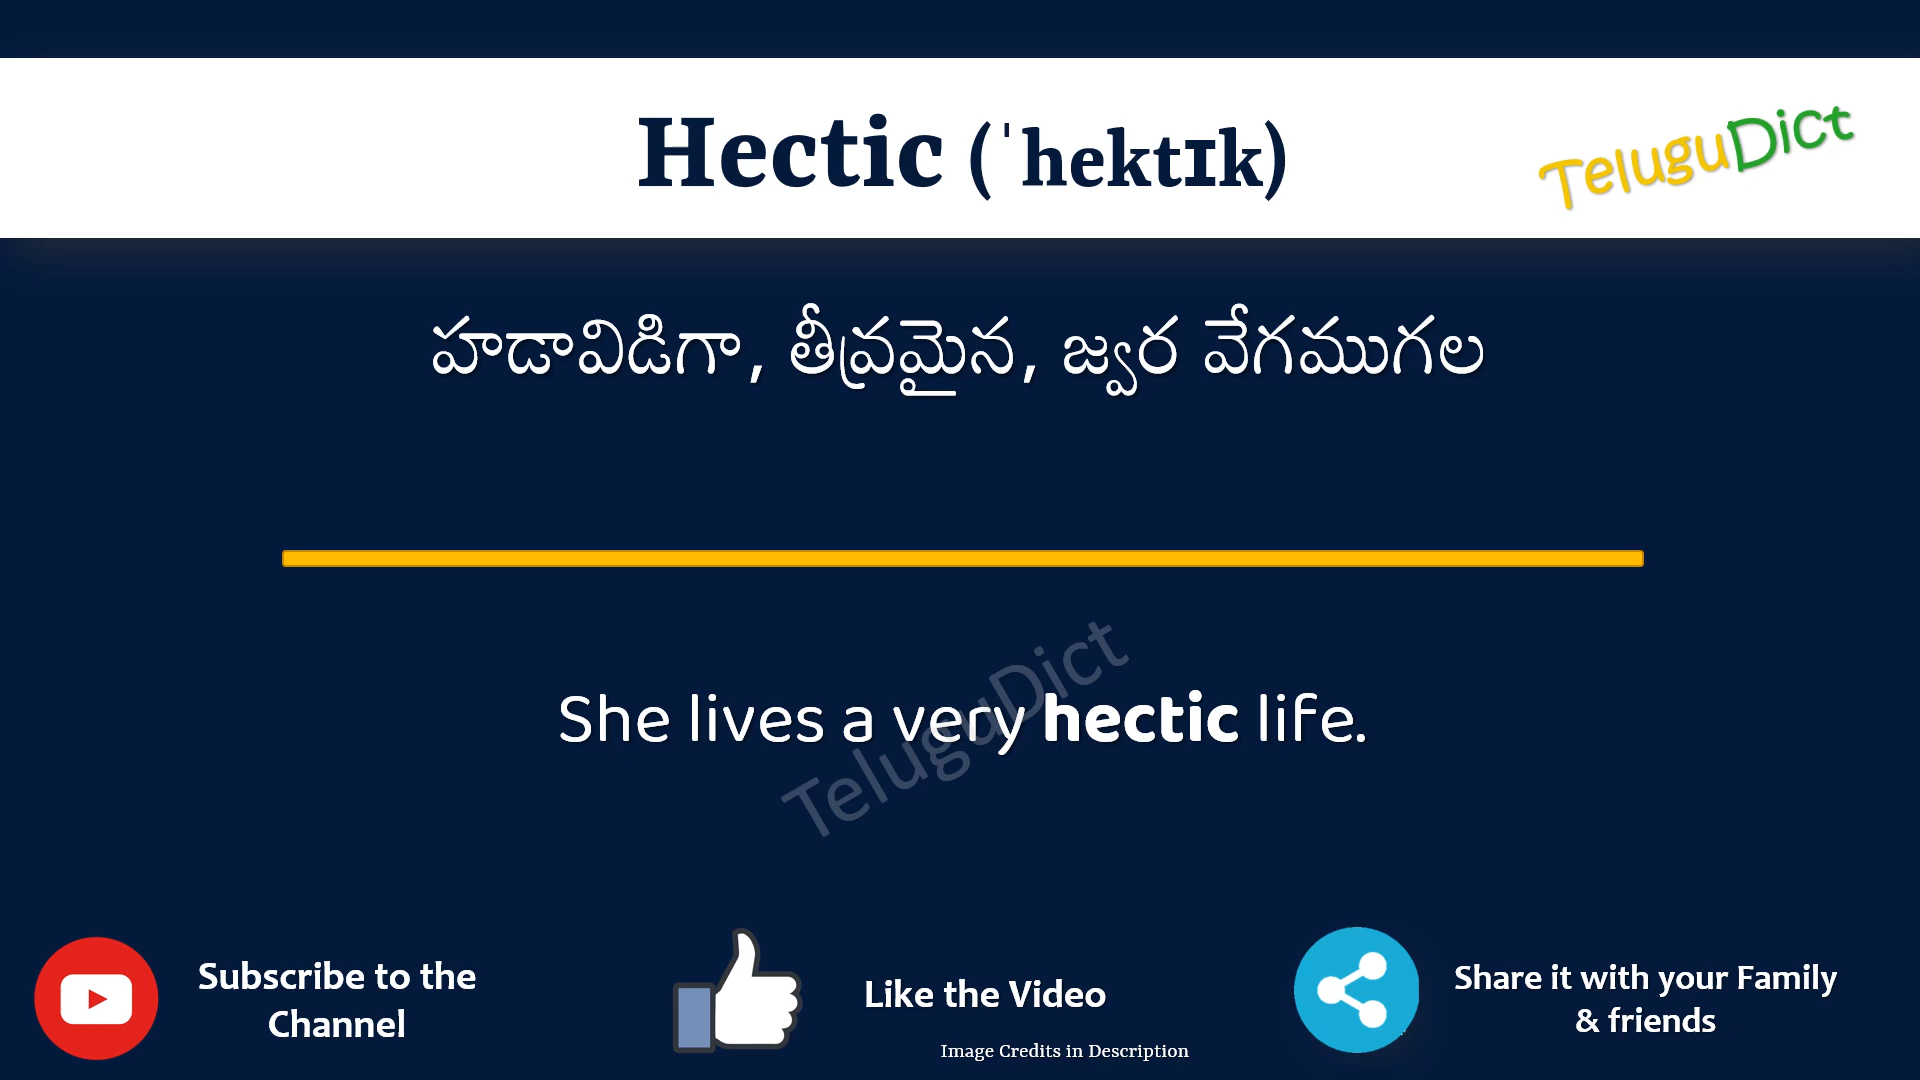 Hectic (ˈhektɪk)
TeluguDict
హడావిడిగా, తీవ్రమైన, జ్వర వేగముగల
She lives a very hectic life.
TeluguDict
Subscribe to the
Channel
Like the Video
Share it with your Family
& friends
Image Credits in Description